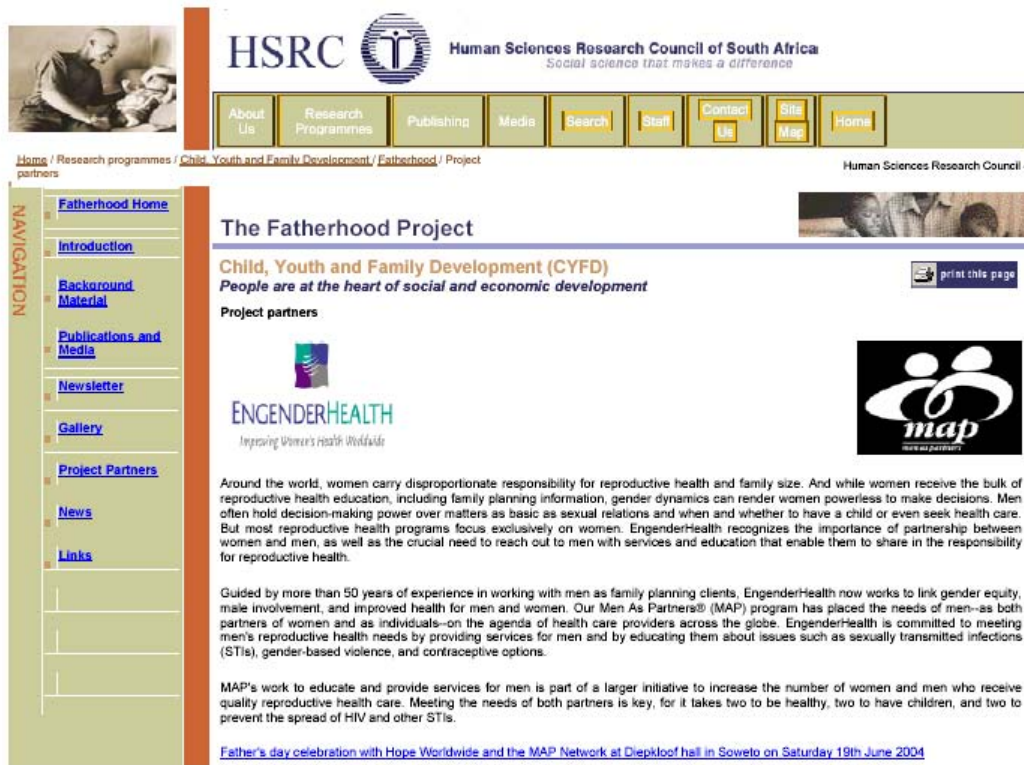 HSRC
Human Sciences Research Council of South Africa
Social science that makes a difference
About Us
Research Programmes
Publishing
Media
Search
Staff
Contact Us
Site Map
Home
Home / Research programmes / Child, Youth and Family Development / Fatherhood / Project
partners
Human Sciences Research Council
NAVIGATION
Fatherhood Home
Introduction
Background
Material
Publications and
Media
Newsletter
Gallery
Project Partners
News
Links
The Fatherhood Project
Child, Youth and Family Development (CYFD)
print this page
People are at the heart of social and economic development
Project partners
ENGENDERHEALTH
Improving Women's Health Worldwide
map
men as partners
Around the world, women carry disproportionate responsibility for reproductive health and family size. And while women receive the bulk of
reproductive health education, including family planning information, gender dynamics can render women powerless to make decisions. Men
often hold decision-making power over matters as basic as sexual relations and when and whether to have a child or even seek health care.
But most reproductive health programs focus exclusively on women. EngenderHealth recognizes the importance of partnership between
women and men, as well as the crucial need to reach out to men with services and education that enable them to share in the responsibility
for reproductive health.
Guided by more than 50 years of experience in working with men as family planning clients, EngenderHealth now works to link gender equity,
male involvement, and improved health for men and women. Our Men As Partners® (MAP) program has placed the needs of men--as both
partners of women and as individuals--on the agenda of health care providers across the globe. EngenderHealth is committed to meeting
men's reproductive health needs by providing services for men and by educating them about issues such as sexually transmitted infections
(STIs), gender-based violence, and contraceptive options.
MAP's work to educate and provide services for men is part of a larger initiative to increase the number of women and men who receive
quality reproductive health care. Meeting the needs of both partners is key, for it takes two to be healthy, two to have children, and two to
prevent the spread of HIV and other STIs.
Father's day celebration with Hope Worldwide and the MAP Network at Diepkloof hall in Soweto on Saturday 19th June 2004